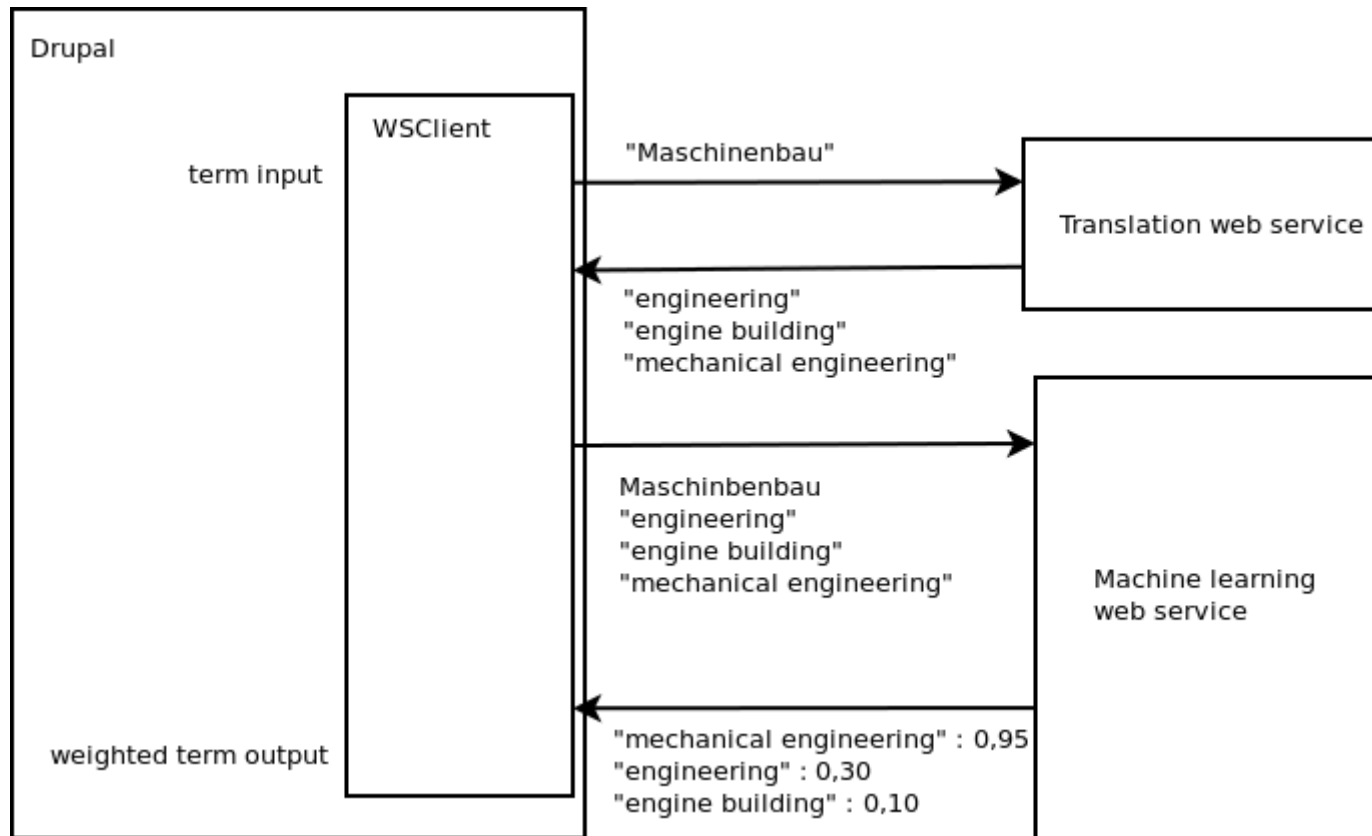 Drupal
WSClient
term input
"Maschinenbau"
Translation web service
"engineering"
"engine building"
"mechanical engineering"
Maschinbenbau
"engineering"
"engine building"
"mechanical engineering"
Machine learning
web service
weighted term output
"mechanical engineering" : 0,95
"engineering" : 0,30
"engine building" : 0,10